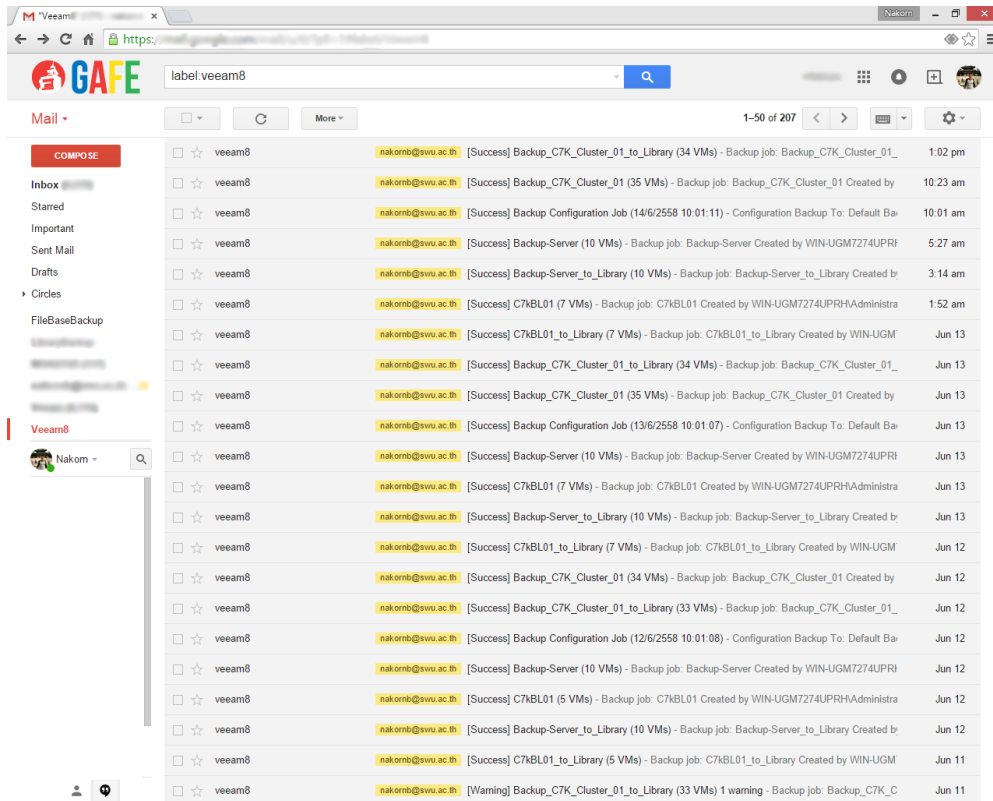 "Veeam8"
Nakorn
https:/
GAFE
label:veeam8
Mail
More
1–50 of 207
COMPOSE
Inbox
Starred
Important
Sent Mail
Drafts
Circles
FileBaseBackup
Veeam8
Nakorn
veeam8 nakornb@swu.ac.th [Success] Backup_C7K_Cluster_01_to_Library (34 VMs) - Backup job: Backup_C7K_Cluster_01_ 1:02 pm
veeam8 nakornb@swu.ac.th [Success] Backup_C7K_Cluster_01 (35 VMs) - Backup job: Backup_C7K_Cluster_01 Created by 10:23 am
veeam8 nakornb@swu.ac.th [Success] Backup Configuration Job (14/6/2558 10:01:11) - Configuration Backup To: Default Ba 10:01 am
veeam8 nakornb@swu.ac.th [Success] Backup-Server (10 VMs) - Backup job: Backup-Server Created by WIN-UGM7274UPRH 5:27 am
veeam8 nakornb@swu.ac.th [Success] Backup-Server_to_Library (10 VMs) - Backup job: Backup-Server_to_Library Created by 3:14 am
veeam8 nakornb@swu.ac.th [Success] C7kBL01 (7 VMs) - Backup job: C7kBL01 Created by WIN-UGM7274UPRH\Administra 1:52 am
veeam8 nakornb@swu.ac.th [Success] C7kBL01_to_Library (7 VMs) - Backup job: C7kBL01_to_Library Created by WIN-UGM Jun 13
veeam8 nakornb@swu.ac.th [Success] Backup_C7K_Cluster_01_to_Library (34 VMs) - Backup job: Backup_C7K_Cluster_01_ Jun 13
veeam8 nakornb@swu.ac.th [Success] Backup_C7K_Cluster_01 (35 VMs) - Backup job: Backup_C7K_Cluster_01 Created by Jun 13
veeam8 nakornb@swu.ac.th [Success] Backup Configuration Job (13/6/2558 10:01:07) - Configuration Backup To: Default Ba Jun 13
veeam8 nakornb@swu.ac.th [Success] Backup-Server (10 VMs) - Backup job: Backup-Server Created by WIN-UGM7274UPRH Jun 13
veeam8 nakornb@swu.ac.th [Success] C7kBL01 (7 VMs) - Backup job: C7kBL01 Created by WIN-UGM7274UPRH\Administra Jun 13
veeam8 nakornb@swu.ac.th [Success] Backup-Server_to_Library (10 VMs) - Backup job: Backup-Server_to_Library Created by Jun 13
veeam8 nakornb@swu.ac.th [Success] C7kBL01_to_Library (7 VMs) - Backup job: C7kBL01_to_Library Created by WIN-UGM Jun 12
veeam8 nakornb@swu.ac.th [Success] Backup_C7K_Cluster_01 (34 VMs) - Backup job: Backup_C7K_Cluster_01 Created by Jun 12
veeam8 nakornb@swu.ac.th [Success] Backup_C7K_Cluster_01_to_Library (33 VMs) - Backup job: Backup_C7K_Cluster_01_ Jun 12
veeam8 nakornb@swu.ac.th [Success] Backup Configuration Job (12/6/2558 10:01:08) - Configuration Backup To: Default Ba Jun 12
veeam8 nakornb@swu.ac.th [Success] Backup-Server (10 VMs) - Backup job: Backup-Server Created by WIN-UGM7274UPRH Jun 12
veeam8 nakornb@swu.ac.th [Success] C7kBL01 (5 VMs) - Backup job: C7kBL01 Created by WIN-UGM7274UPRH\Administra Jun 12
veeam8 nakornb@swu.ac.th [Success] Backup-Server_to_Library (10 VMs) - Backup job: Backup-Server_to_Library Created by Jun 12
veeam8 nakornb@swu.ac.th [Success] C7kBL01_to_Library (5 VMs) - Backup job: C7kBL01_to_Library Created by WIN-UGM Jun 11
veeam8 nakornb@swu.ac.th [Warning] Backup_C7K_Cluster_01_to_Library (33 VMs) 1 warning - Backup job: Backup_C7K_C Jun 11